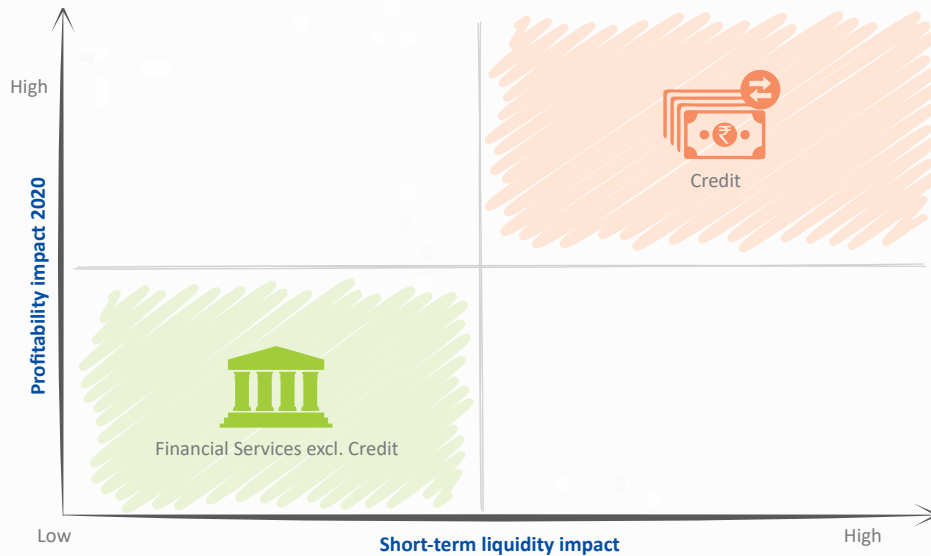 High
₹
Credit
Profitability impact 2020
Financial Services excl. Credit
Low
High
Short-term liquidity impact